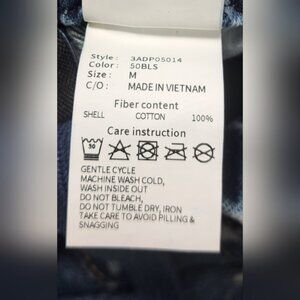 Style : 3ADP05014
Color : 50BLS
Size : M
C/O : MADE IN VIETNAM
Fiber content
SHELL COTTON 100%
Care instruction
30
GENTLE CYCLE
MACHINE WASH COLD,
WASH INSIDE OUT
DO NOT BLEACH,
DO NOT TUMBLE DRY, IRON
TAKE CARE TO AVOID PILLING &
SNAGGING